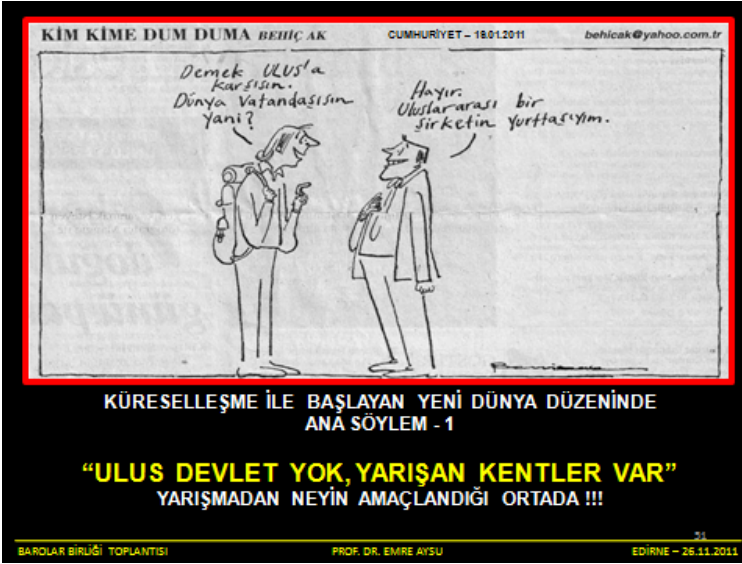 KİM KİME DUM DUMA BEHİÇ AK
CUMHURİYET – 18.01.2011
behicak@yahoo.com.tr
Demek ULUS'a
karşısın.
Dünya Vatandaşısın
yani?
Hayır.
Uluslararası bir
şirketin yurttaşıyım.
KÜRESELLEŞME İLE BAŞLAYAN YENİ DÜNYA DÜZENİNDE
ANA SÖYLEM - 1
“ULUS DEVLET YOK, YARIŞAN KENTLER VAR”
YARIŞMADAN NEYİN AMAÇLANDIĞI ORTADA !!!
51
BAROLAR BİRLİĞİ TOPLANTISI
PROF. DR. EMRE AYSU
EDİRNE – 26.11.2011